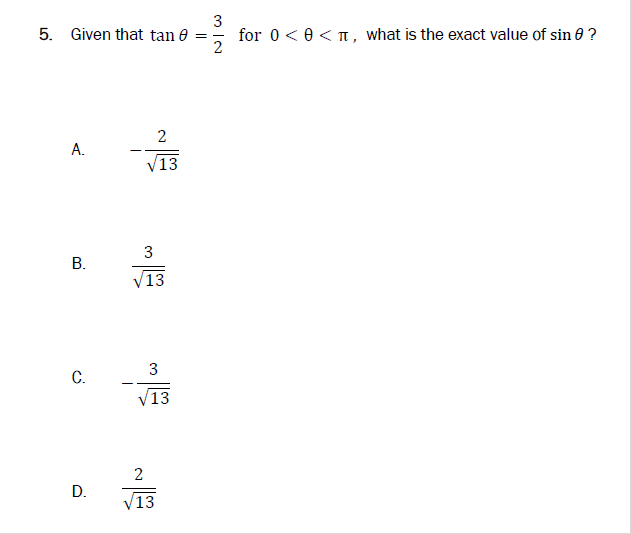 5. Given that tan θ = 3/2 for 0 < θ < π, what is the exact value of sin θ ?
A. −2/√13
B. 3/√13
C. −3/√13
D. 2/√13